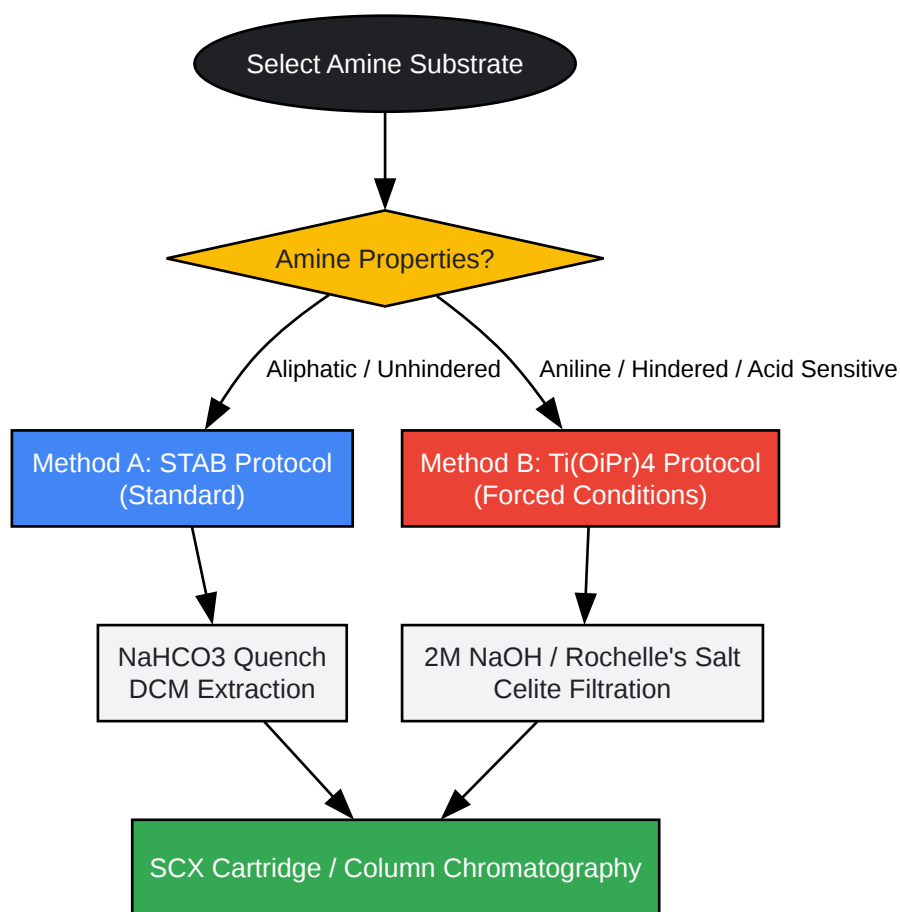 Select Amine Substrate
Amine Properties?
Aliphatic / Unhindered
Aniline / Hindered / Acid Sensitive
Method A: STAB Protocol
(Standard)
Method B: Ti(OiPr)4 Protocol
(Forced Conditions)
NaHCO3 Quench
DCM Extraction
2M NaOH / Rochelle's Salt
Celite Filtration
SCX Cartridge / Column Chromatography